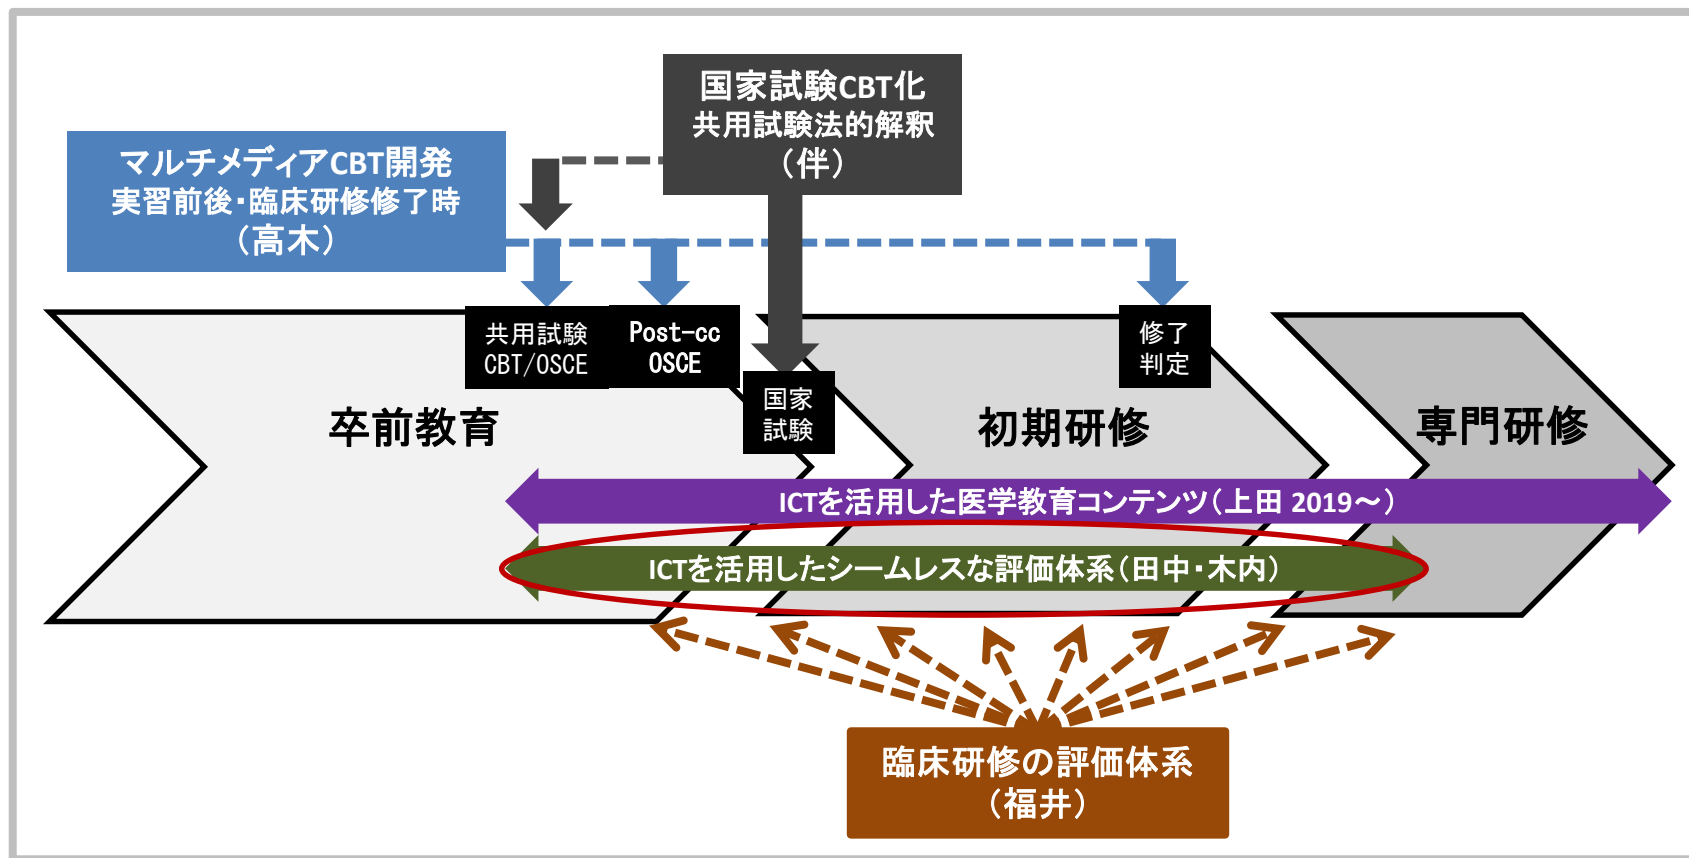 国家試験CBT化
共用試験法的解釈
（伴）
マルチメディアCBT開発
実習前後・臨床研修修了時
（高木）
共用試験
CBT/OSCE
Post-cc
OSCE
国家
試験
修了
判定
卒前教育
初期研修
専門研修
ICTを活用した医学教育コンテンツ（上田 2019～）
ICTを活用したシームレスな評価体系（田中・木内）
臨床研修の評価体系
（福井）